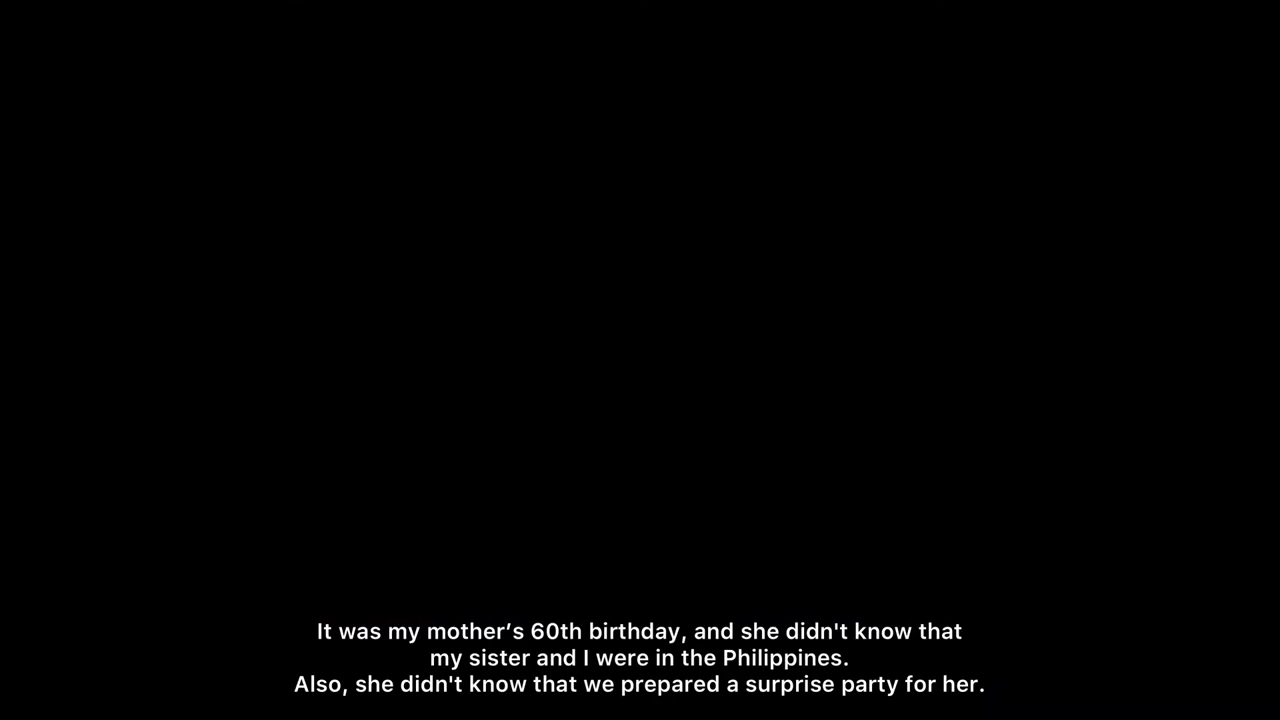 It was my mother’s 60th birthday, and she didn't know that
my sister and I were in the Philippines.
Also, she didn't know that we prepared a surprise party for her.